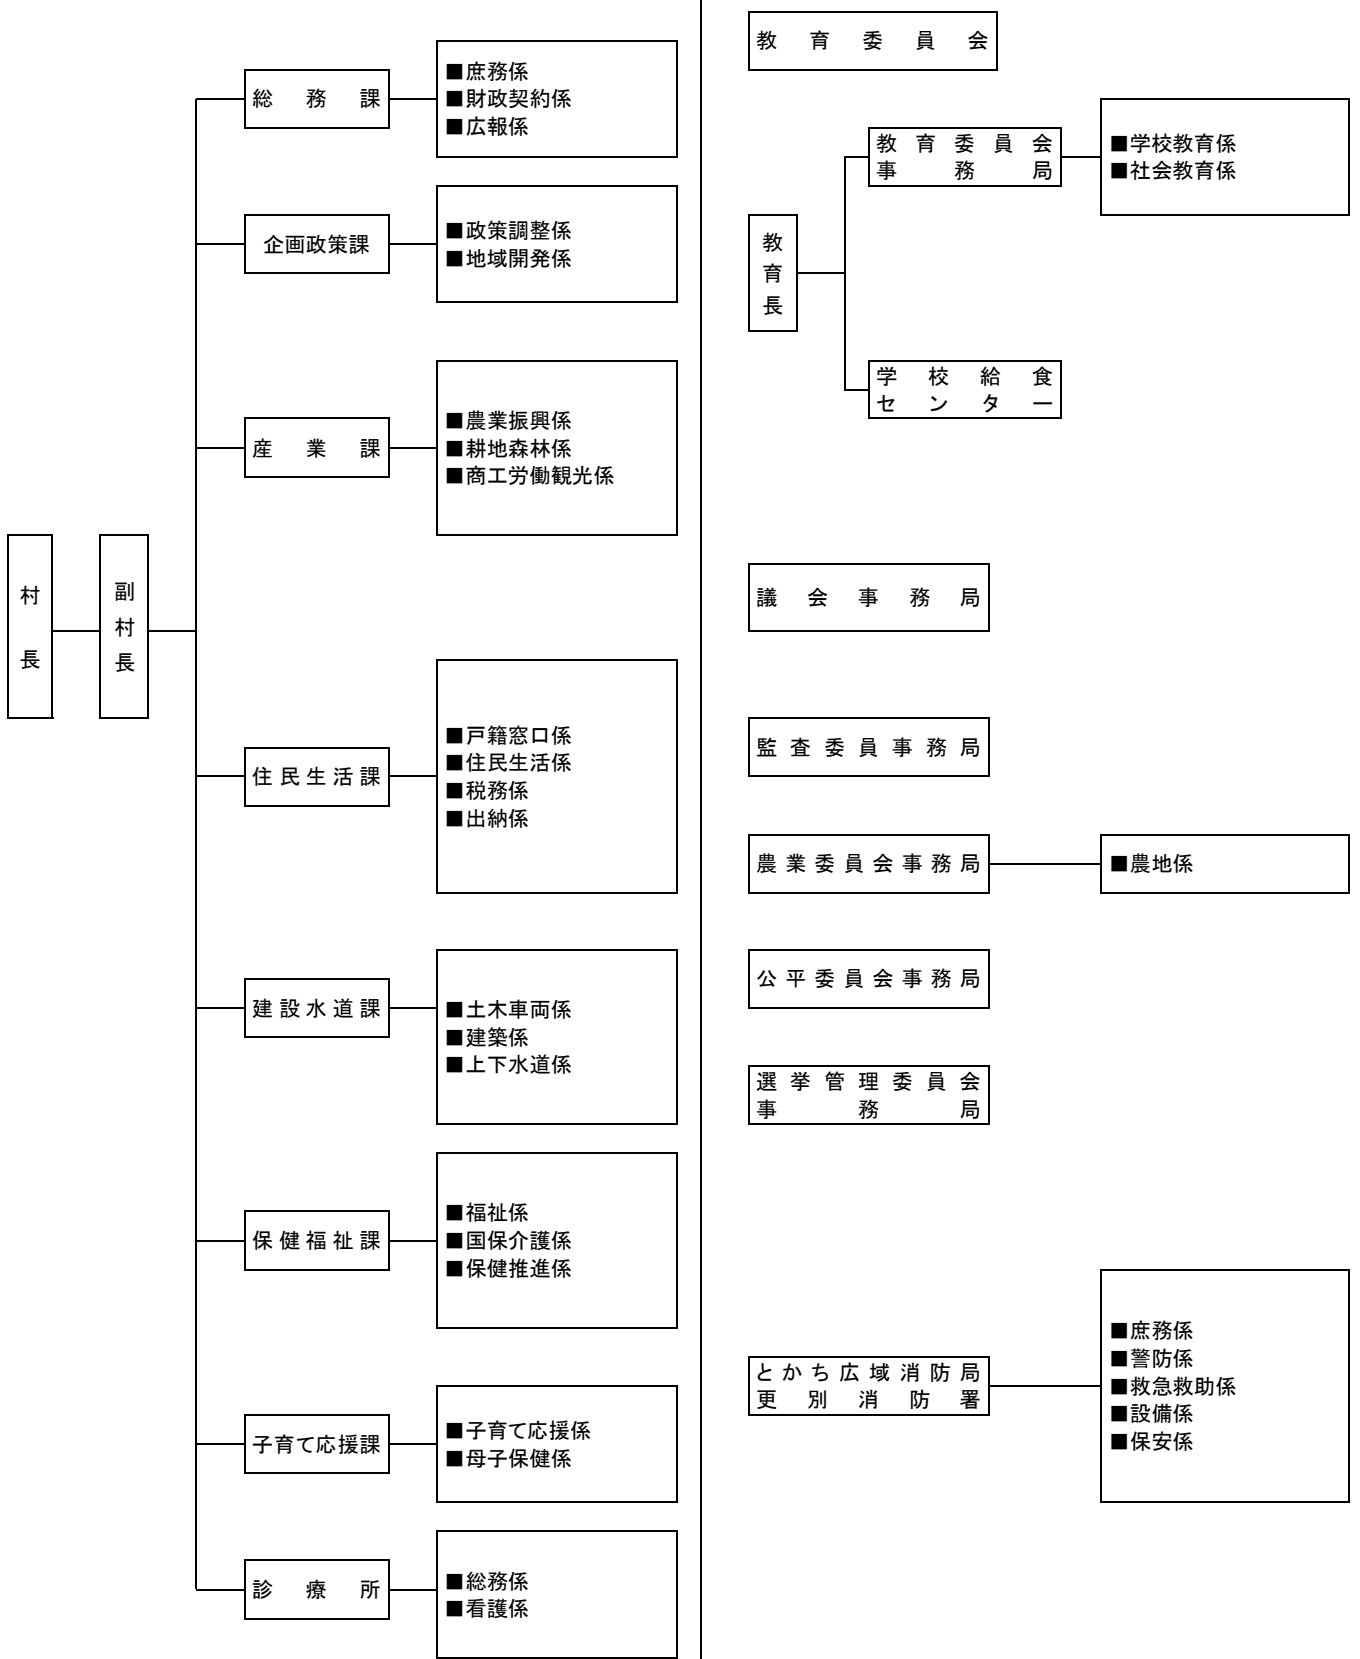 村長
副村長
総務課
■庶務係
■財政契約係
■広報係
企画政策課
■政策調整係
■地域開発係
産業課
■農業振興係
■耕地森林係
■商工労働観光係
住民生活課
■戸籍窓口係
■住民生活係
■税務係
■出納係
建設水道課
■土木車両係
■建築係
■上下水道係
保健福祉課
■福祉係
■国保介護係
■保健推進係
子育て応援課
■子育て応援係
■母子保健係
診療所
■総務係
■看護係
教育委員会
教育長
教育委員会
事務局
■学校教育係
■社会教育係
学校給食
センター
議会事務局
監査委員事務局
農業委員会事務局
■農地係
公平委員会事務局
選挙管理委員会
事務局
とかち広域消防局
更別消防署
■庶務係
■警防係
■救急救助係
■設備係
■保安係